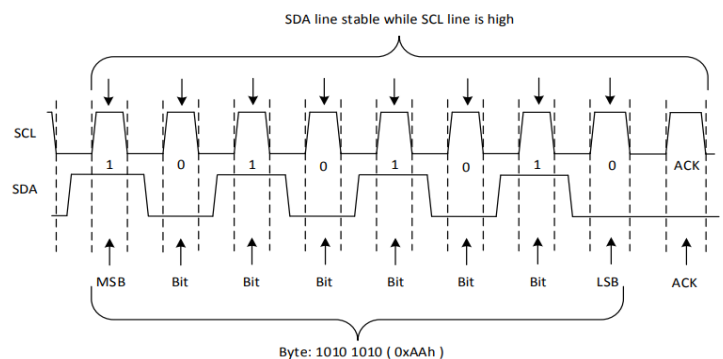 SDA line stable while SCL line is high
SCL
1 0 1 0 1 0 1 0 ACK
SDA
MSB Bit Bit Bit Bit Bit Bit LSB ACK
Byte: 1010 1010 ( 0xAAh )